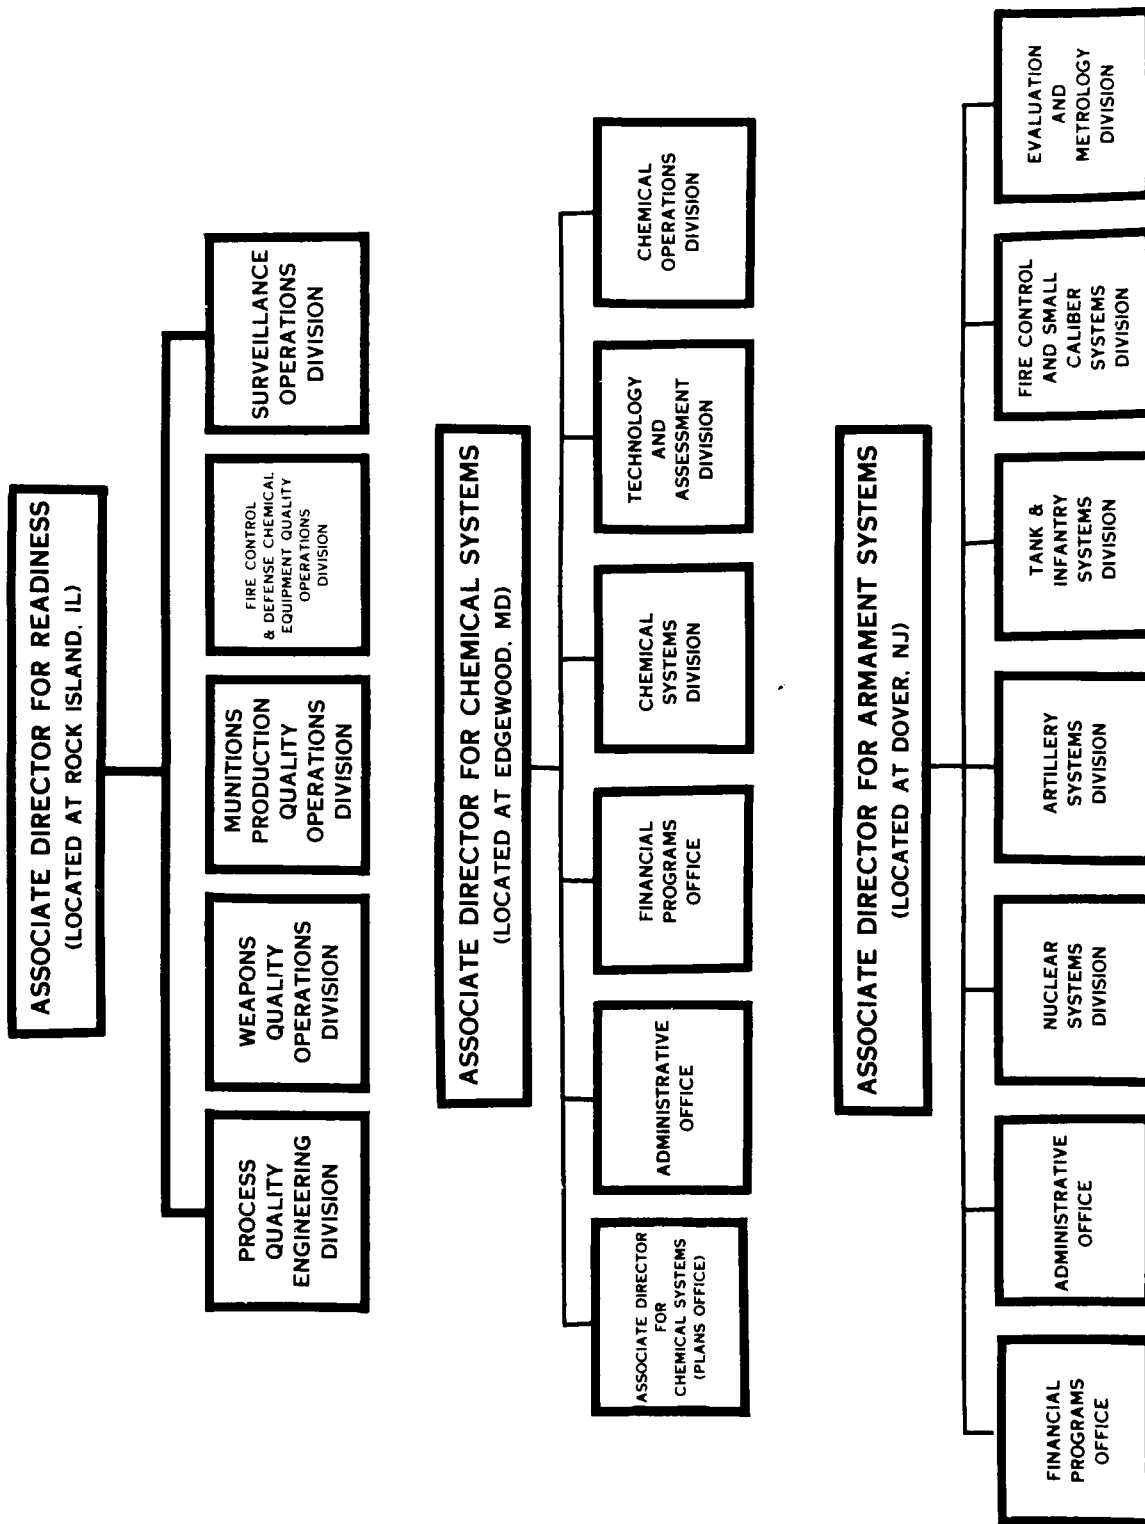 ASSOCIATE DIRECTOR FOR READINESS
(LOCATED AT ROCK ISLAND, IL)
PROCESS
QUALITY
ENGINEERING
DIVISION
WEAPONS
QUALITY
OPERATIONS
DIVISION
MUNITIONS
PRODUCTION
QUALITY
OPERATIONS
DIVISION
FIRE CONTROL
& DEFENSE CHEMICAL
EQUIPMENT QUALITY
OPERATIONS
DIVISION
SURVEILLANCE
OPERATIONS
DIVISION
ASSOCIATE DIRECTOR FOR CHEMICAL SYSTEMS
(LOCATED AT EDGEWOOD, MD)
ASSOCIATE DIRECTOR
FOR
CHEMICAL SYSTEMS
(PLANS OFFICE)
ADMINISTRATIVE
OFFICE
FINANCIAL
PROGRAMS
OFFICE
CHEMICAL
SYSTEMS
DIVISION
TECHNOLOGY
AND
ASSESSMENT
DIVISION
CHEMICAL
OPERATIONS
DIVISION
ASSOCIATE DIRECTOR FOR ARMAMENT SYSTEMS
(LOCATED AT DOVER, NJ)
FINANCIAL
PROGRAMS
OFFICE
ADMINISTRATIVE
OFFICE
NUCLEAR
SYSTEMS
DIVISION
ARTILLERY
SYSTEMS
DIVISION
TANK &
INFANTRY
SYSTEMS
DIVISION
FIRE CONTROL
AND SMALL
CALIBER
SYSTEMS
DIVISION
EVALUATION
AND
METROLOGY
DIVISION